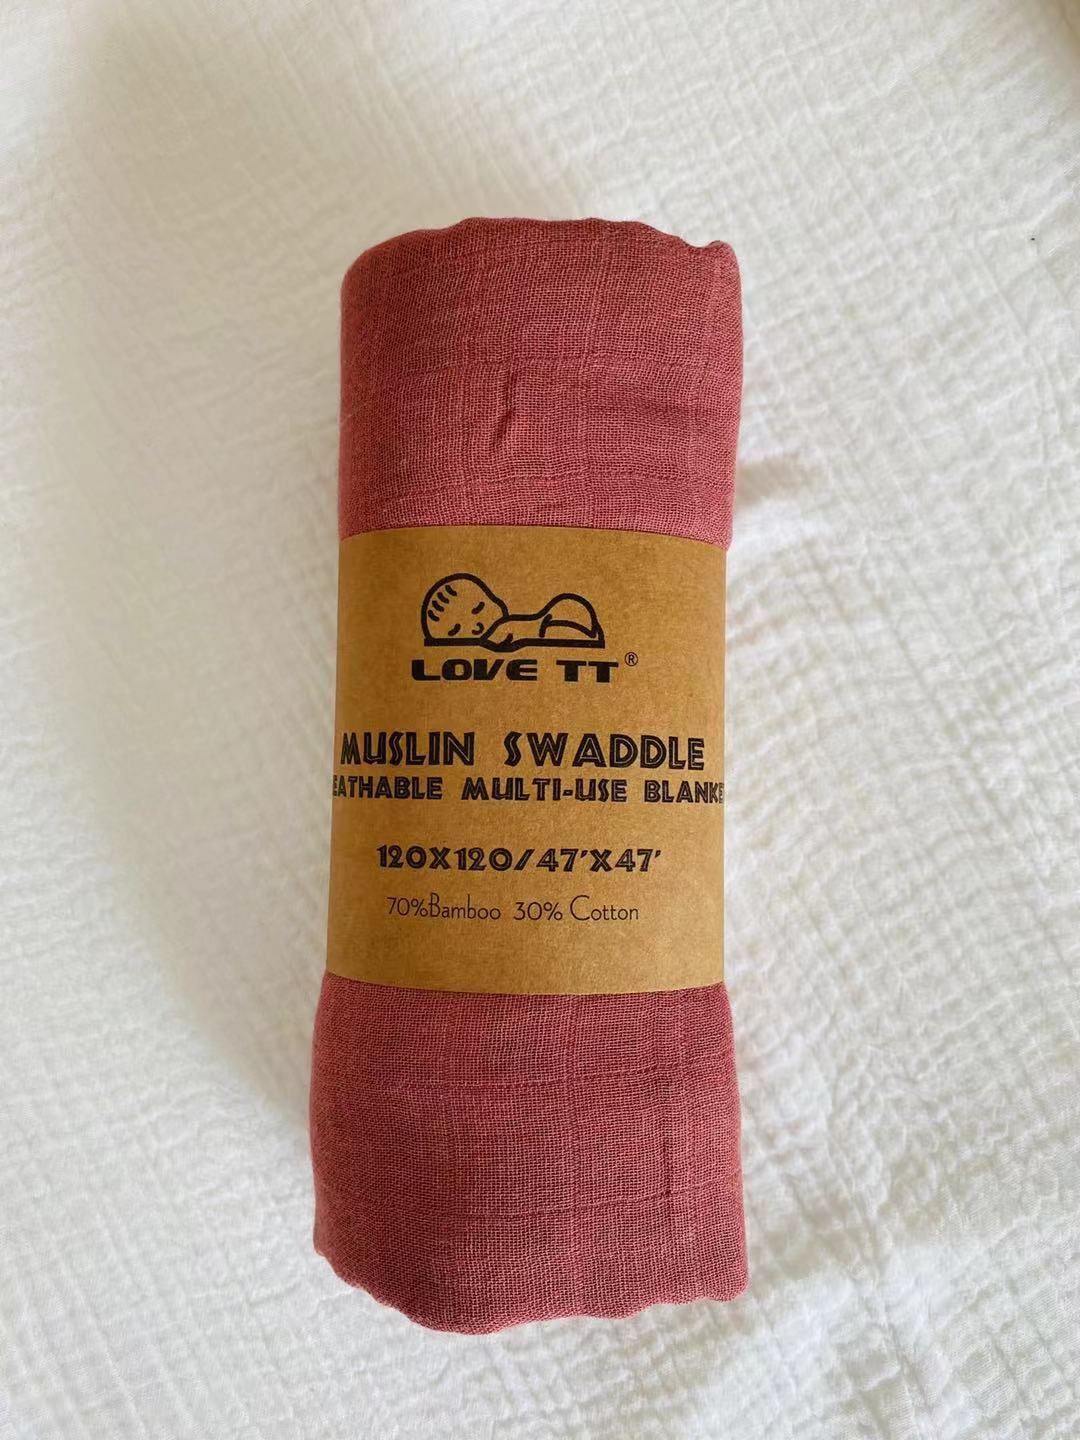 LOVE TT®
MUSLIN SWADDLE
EATHABLE MULTI-USE BLANKE
120X120/47'X47'
70%Bamboo 30% Cotton